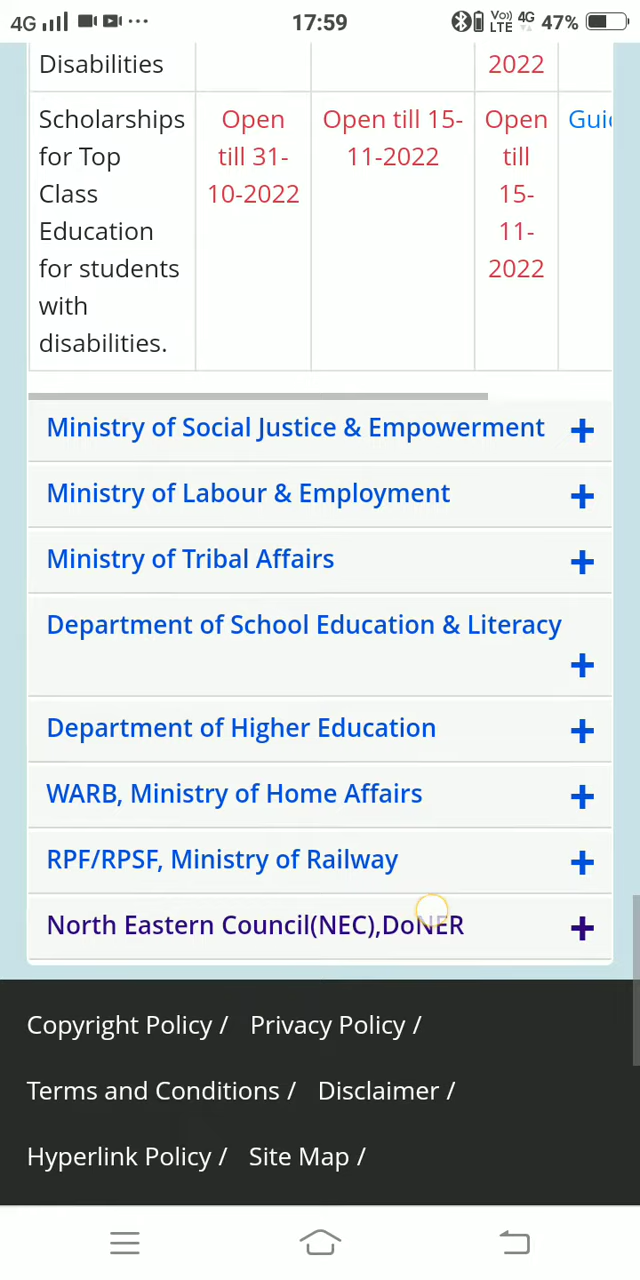 4G 17:59 Vo)) LTE 4G 47%
Disabilities 2022
Scholarships Open Open till 15- Open
for Top till 31- 11-2022 till
Class 10-2022 15-
Education 11-
for students 2022
with
disabilities.
Ministry of Social Justice & Empowerment +
Ministry of Labour & Employment +
Ministry of Tribal Affairs +
Department of School Education & Literacy
+
Department of Higher Education +
WARB, Ministry of Home Affairs +
RPF/RPSF, Ministry of Railway +
North Eastern Council(NEC),DoNER +
Copyright Policy / Privacy Policy /
Terms and Conditions / Disclaimer /
Hyperlink Policy / Site Map /